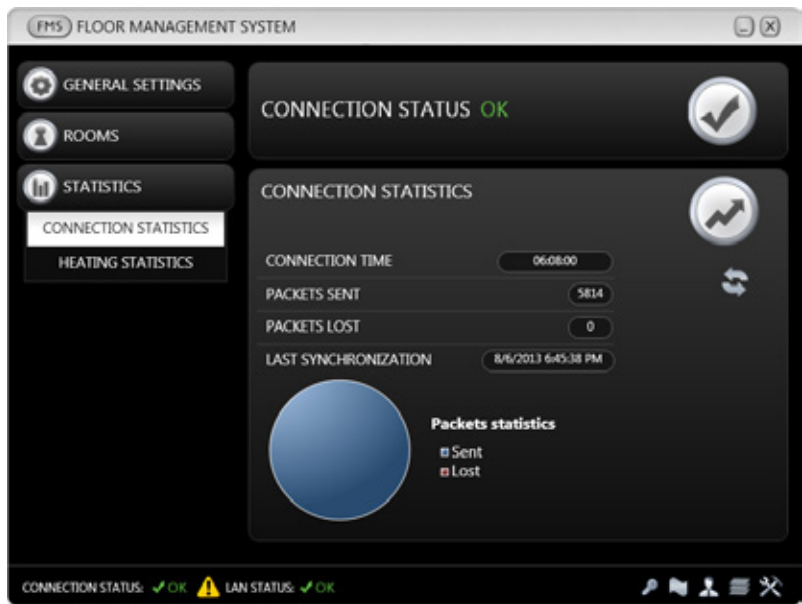 FMS FLOOR MANAGEMENT SYSTEM
GENERAL SETTINGS
ROOMS
STATISTICS
CONNECTION STATISTICS
HEATING STATISTICS
CONNECTION STATUS OK
CONNECTION STATISTICS
CONNECTION TIME 06:08:00
PACKETS SENT 5814
PACKETS LOST 0
LAST SYNCHRONIZATION 8/6/2013 6:45:38 PM
Packets statistics
Sent
Lost
CONNECTION STATUS: OK LAN STATUS: OK